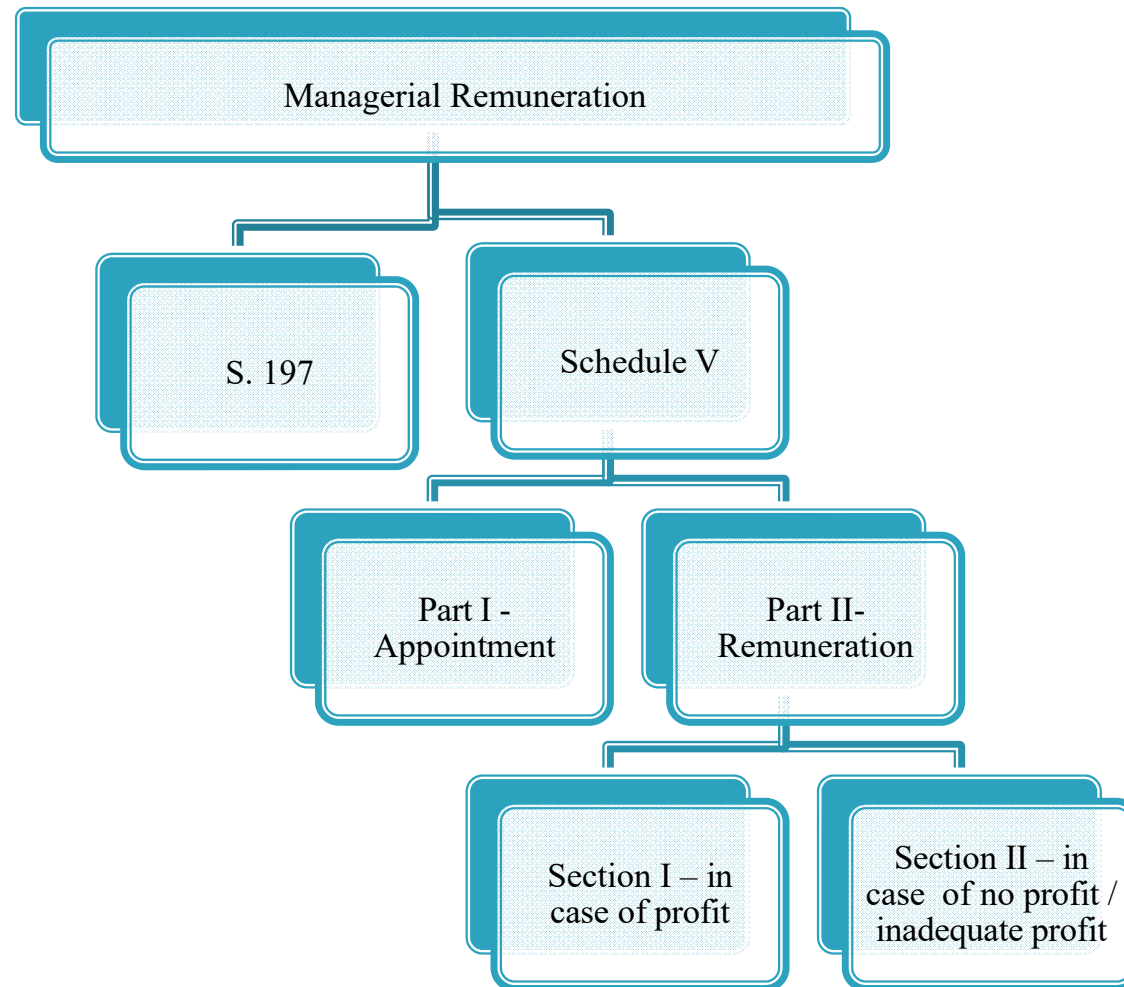 Managerial Remuneration
S. 197
Schedule V
Part I -
Appointment
Part II-
Remuneration
Section I – in
case of profit
Section II – in
case of no profit /
inadequate profit